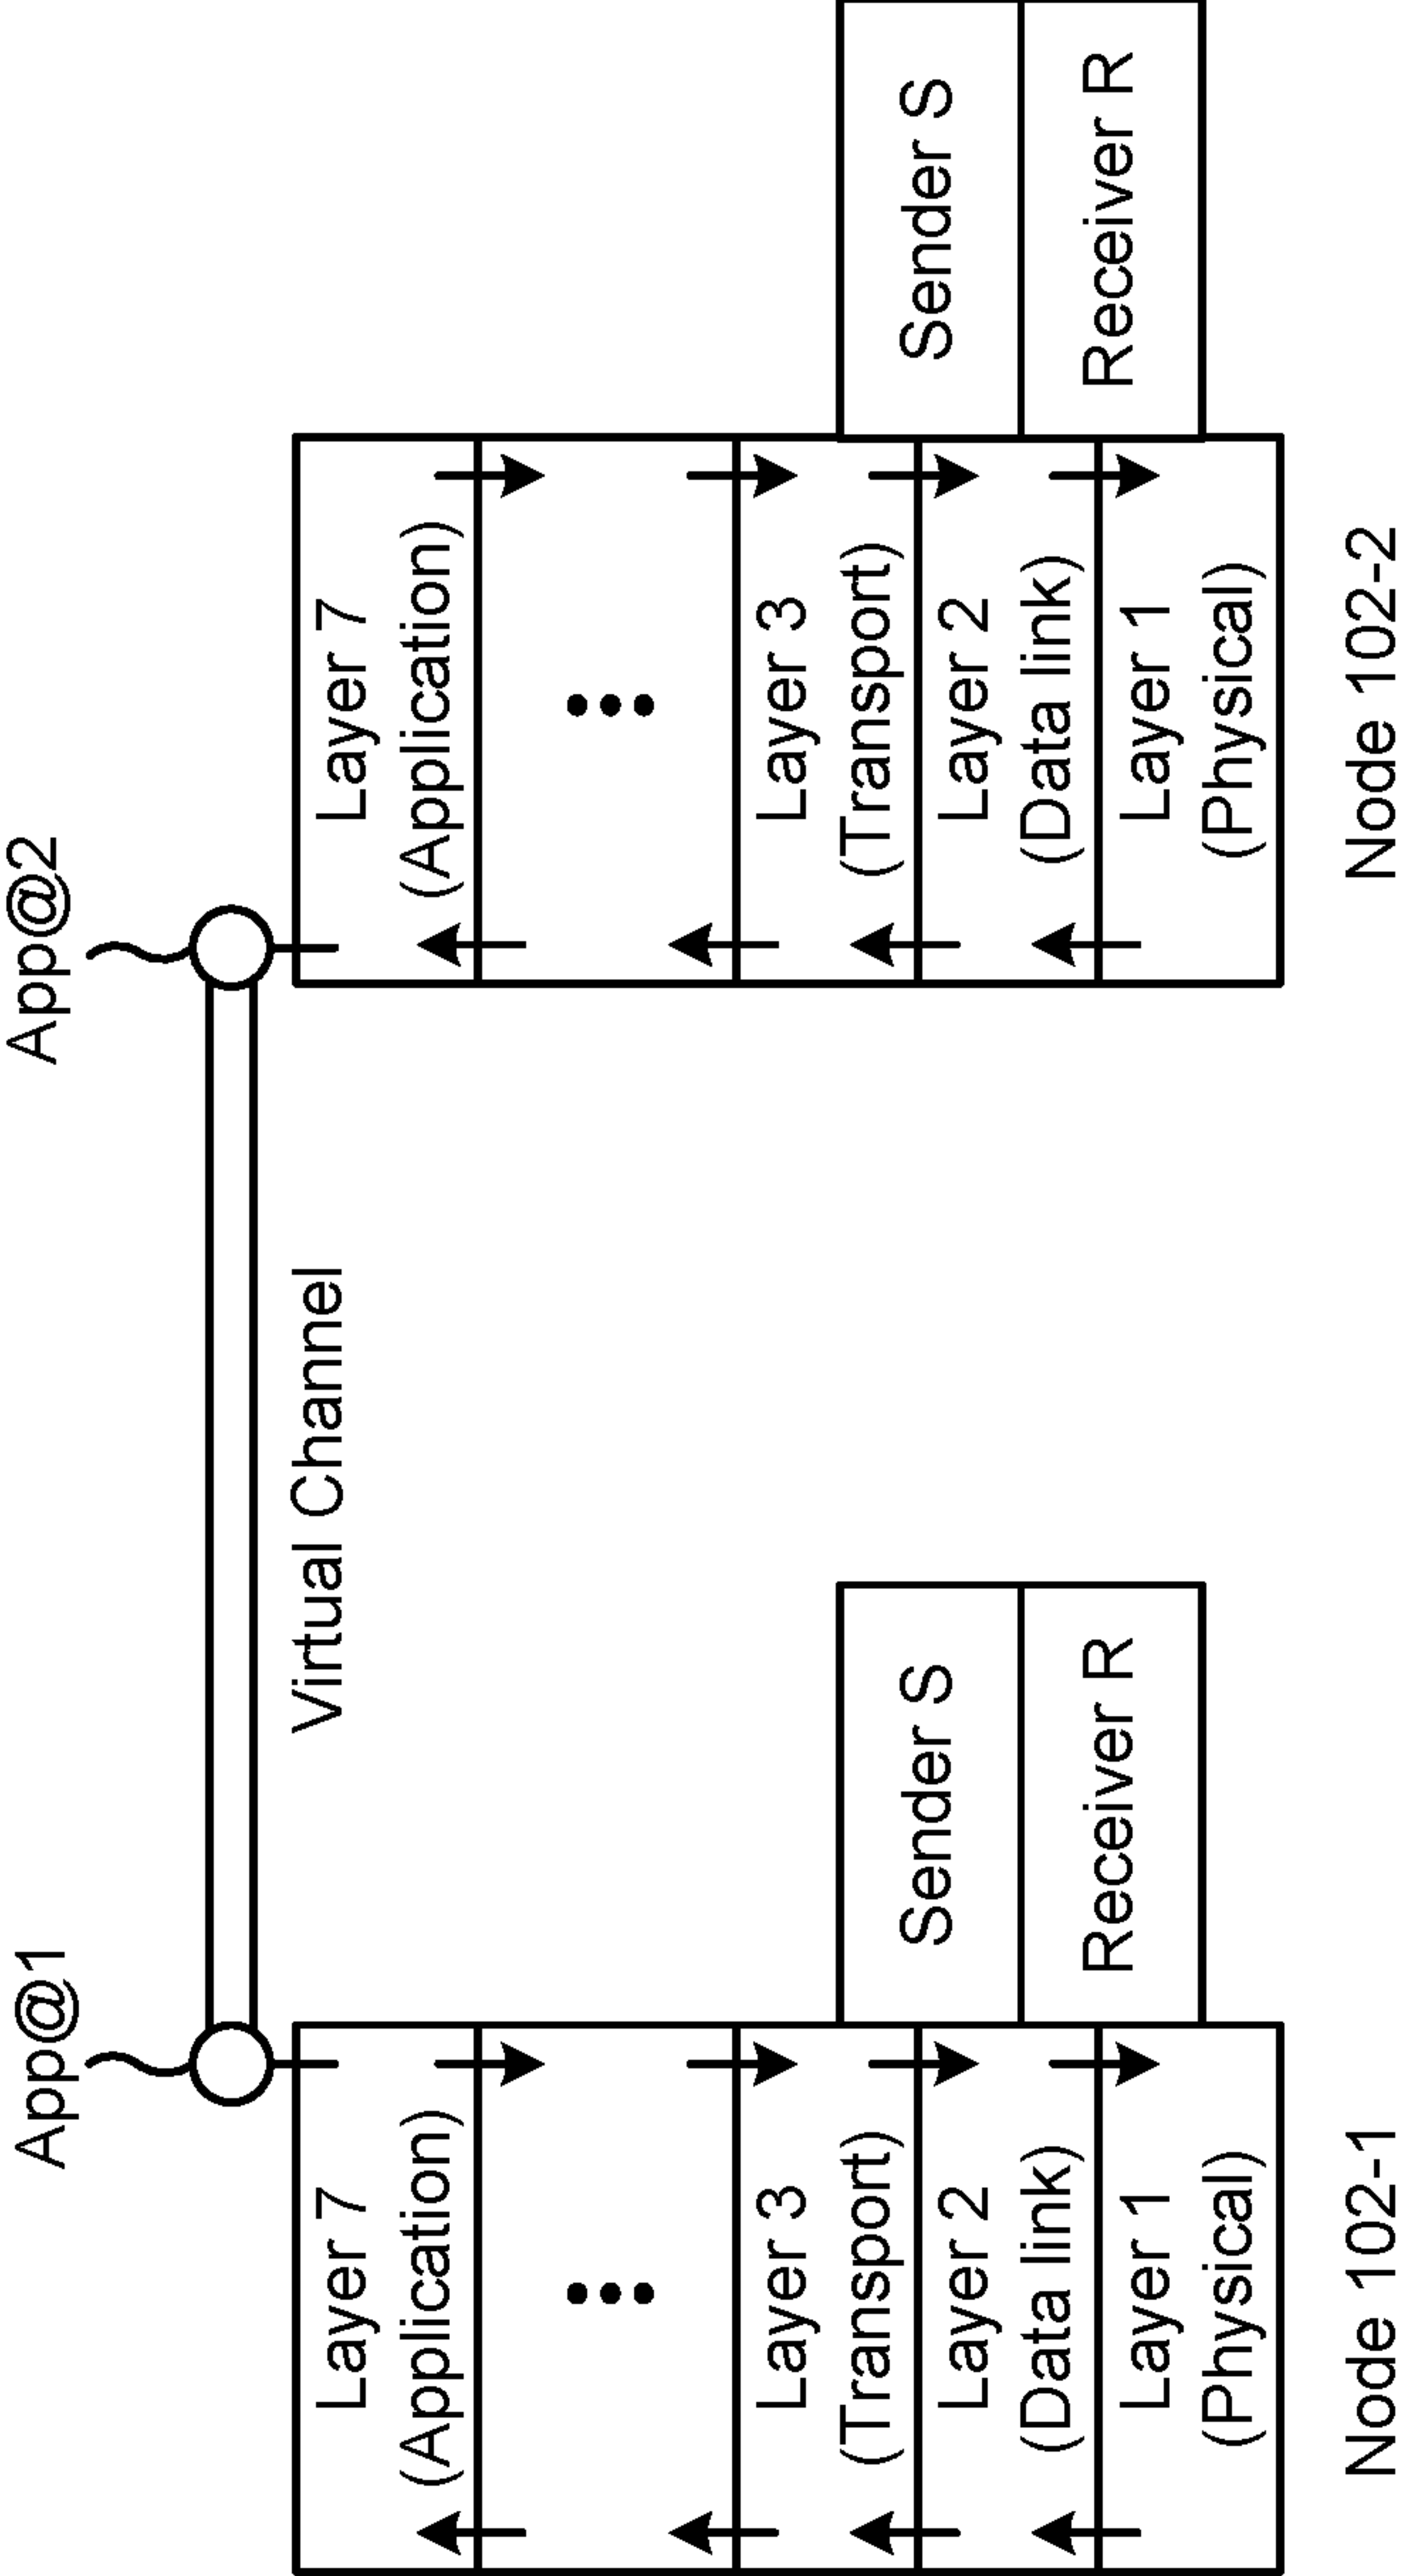 App@1
App@2
Virtual Channel
Layer 7
(Application)
Layer 3
(Transport)
Layer 2
(Data link)
Layer 1
(Physical)
Sender S
Receiver R
Node 102-1
Layer 7
(Application)
Layer 3
(Transport)
Layer 2
(Data link)
Layer 1
(Physical)
Sender S
Receiver R
Node 102-2